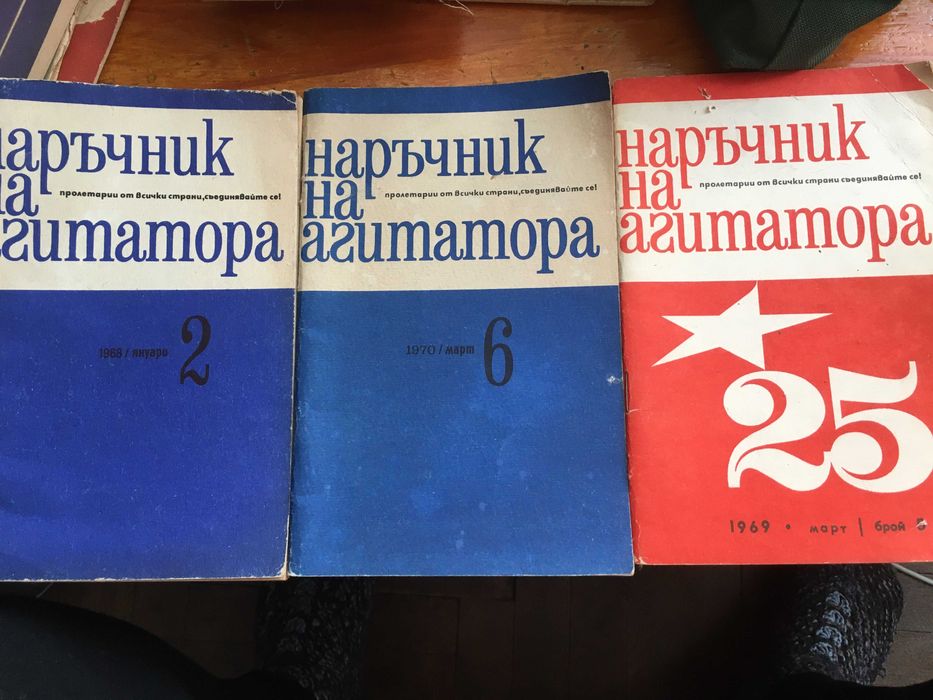 наръчник
пролетарии от всички страни, съединявайте се!
на
агитатора
1968 / януари 2
наръчник
пролетарии от всички страни, съединявайте се!
на
агитатора
1970 / март 6
наръчник
пролетарии от всички страни съединявайте се!
на
агитатора
25
1969 • март | брой 5